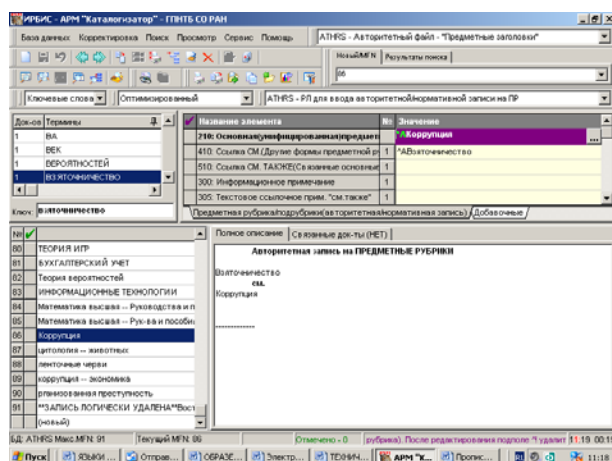 ИРБИС - АРМ "Каталогизатор" - ГПНТБ СО РАН
База данных Корректировка Поиск Просмотр Сервис Помощь
ATHRS - Авторитетный файл - "Предметные заголовки"
Новый MFN Результаты поиска
86
Ключевые слова Оптимизированный ATHRS - РЛ для ввода авторитетной/нормативной записи на ПР
Док-ов Термины
1 ВА
1 ВЕК
1 ВЕРОЯТНОСТЕЙ
1 ВЗЯТОЧНИЧЕСТВО
Ключ: Взяточничество
Название элемента № Значение
210: Основная(унифицированная)предмет ^AКоррупция ...
410: Ссылка СМ.(Другие формы предметной р 1 ^AВзяточничество
510: Ссылка СМ. ТАКЖЕ(Связанные основные 1
300: Информационное примечание 1
305: Текстовое ссылочное прим. "см.также" 1
Предметная рубрика/подрубрики(авторитетная/нормативная запись) Добавочные
№
80 ТЕОРИЯ ИГР
81 БУХГАЛТЕРСКИЙ УЧЕТ
82 Теория вероятностей
83 ИНФОРМАЦИОННЫЕ ТЕХНОЛОГИИ
84 Математика высшая -- Руководства и п
85 Математика высшая -- Рук-ва и пособи
86 Коррупция
87 цитология -- животных
88 ленточные черви
89 коррупция -- экономика
90 рганизованная преступность
91 **ЗАПИСЬ ЛОГИЧЕСКИ УДАЛЕНА**Вост
(новый)
Полное описание Связанные док-ты (НЕТ)
Авторитетная запись на ПРЕДМЕТНЫЕ РУБРИКИ
Взяточничество
см.
Коррупция
--------------
БД: ATHRS Макс.MFN: 91 Текущий MFN: 86 Отмечено - 0 рубрика). После редактирования подполе ^! удалит 11:19 00:15
Пуск ЯЗЫКИ ... Отправ... ОБРАЗЕ... Электр... ТЕХНИЧ... АРМ "К... Пропис... 11:18